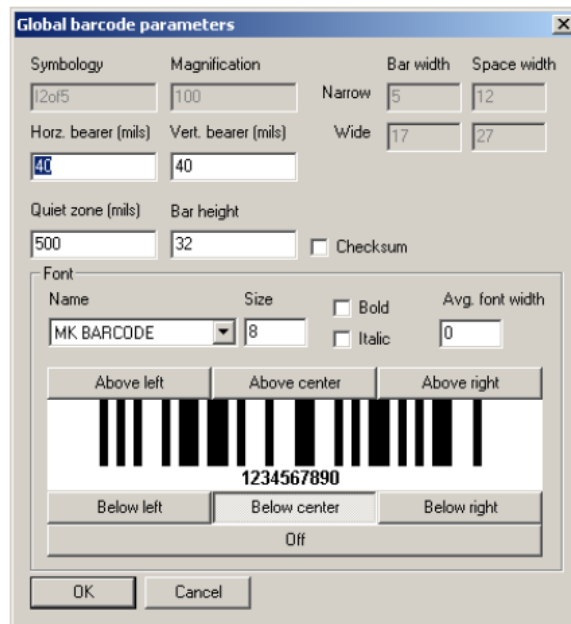 Global barcode parameters
Symbology Magnification Bar width Space width
I2of5 100 Narrow 5 12
Horz. bearer (mils) Vert. bearer (mils) Wide 17 27
40 40
Quiet zone (mils) Bar height
500 32 Checksum
Font
Name Size Bold Avg. font width
MK BARCODE 8 Italic 0
Above left Above center Above right
1234567890
Below left Below center Below right
Off
OK Cancel